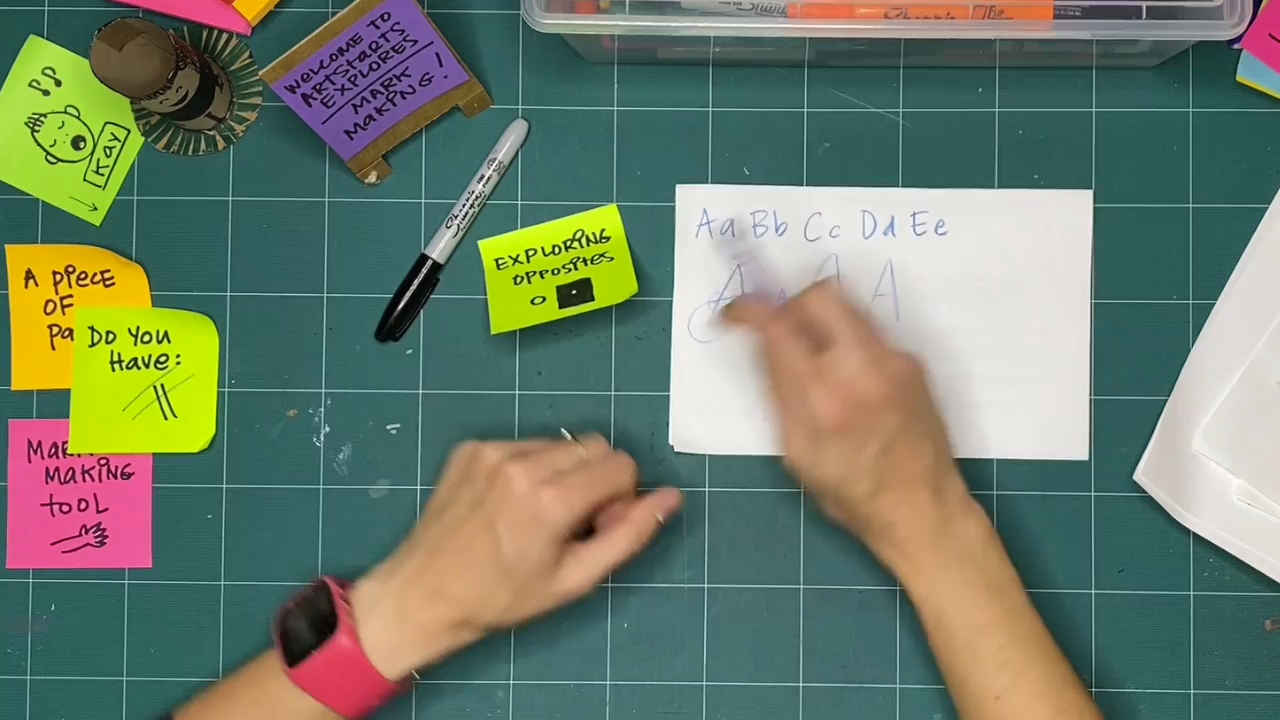 WELCOME TO
ARTSTARTS
EXPLORES
MARK
MAKING!
Kay
A piece
OF
pa
Do you
Have:
MAR
MAKING
tool
Sharpie
EXPLORING
OPPOSITES
Aa Bb Cc Dd Ee
A A A
Sharpie